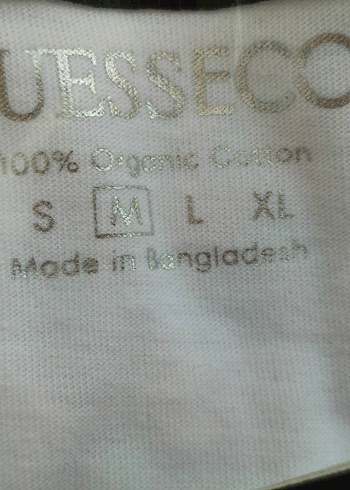 UESSECO
100% Organic Cotton
S M L XL
Made in Bangladesh